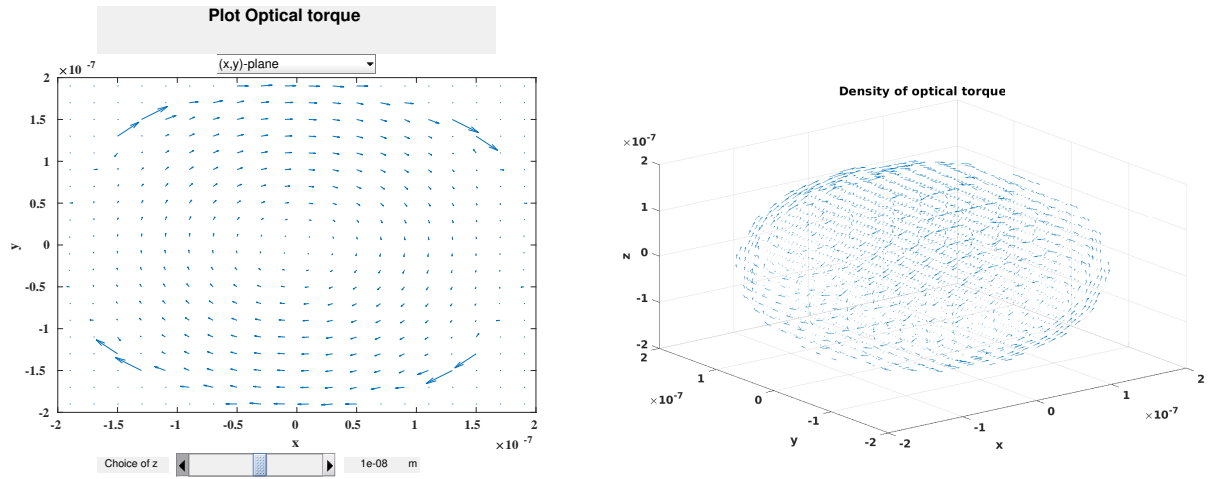 Plot Optical torque
(x,y)-plane
×10 -7
2
1.5
1
0.5
0
-0.5
-1
-1.5
-2
y
-2 -1.5 -1 -0.5 0 0.5 1 1.5 2
x
×10 -7
Choice of z 1e-08 m
Density of optical torque
×10-7
2
1
0
-1
-2
z
2 1 0 -1 -2
×10-7
y
-2 -1 0 1 2
×10-7
x